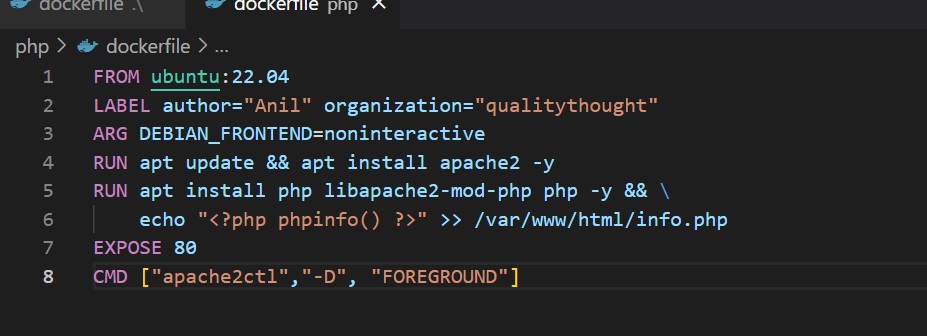 dockerfile .\ dockerfile php ×
php > dockerfile > ...
1 FROM ubuntu:22.04
2 LABEL author="Anil" organization="qualitythought"
3 ARG DEBIAN_FRONTEND=noninteractive
4 RUN apt update && apt install apache2 -y
5 RUN apt install php libapache2-mod-php php -y && \
6 echo "<?php phpinfo() ?>" >> /var/www/html/info.php
7 EXPOSE 80
8 CMD ["apache2ctl","-D", "FOREGROUND"]